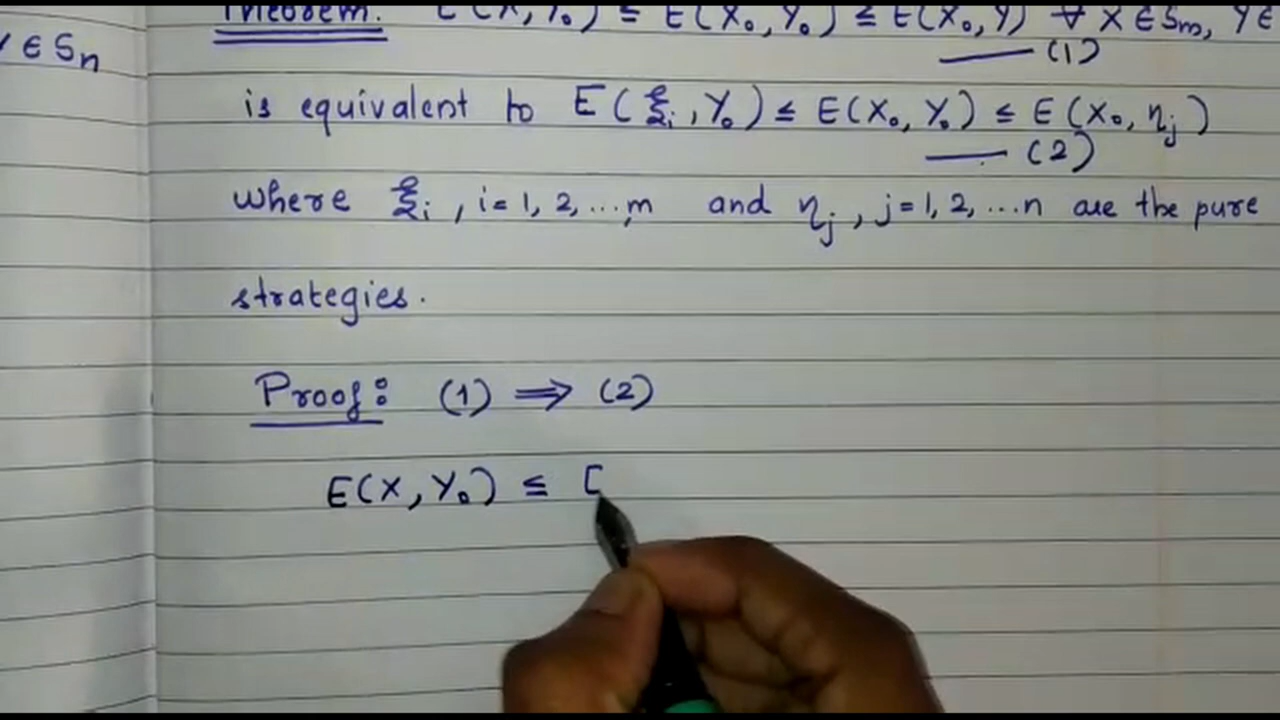 Theorem: E(X, Y₀) ≤ E(X₀, Y₀) ≤ E(X₀, Y) ∀ X ∈ Sm, Y ∈
Y ∈ Sn
—— (1)
is equivalent to E(ξi, Y₀) ≤ E(X₀, Y₀) ≤ E(X₀, ηj)
—— (2)
where ξi, i = 1, 2, ...m and ηj, j = 1, 2, ...n are the pure
strategies.
Proof: (1) ⟹ (2)
E(X, Y₀) ≤